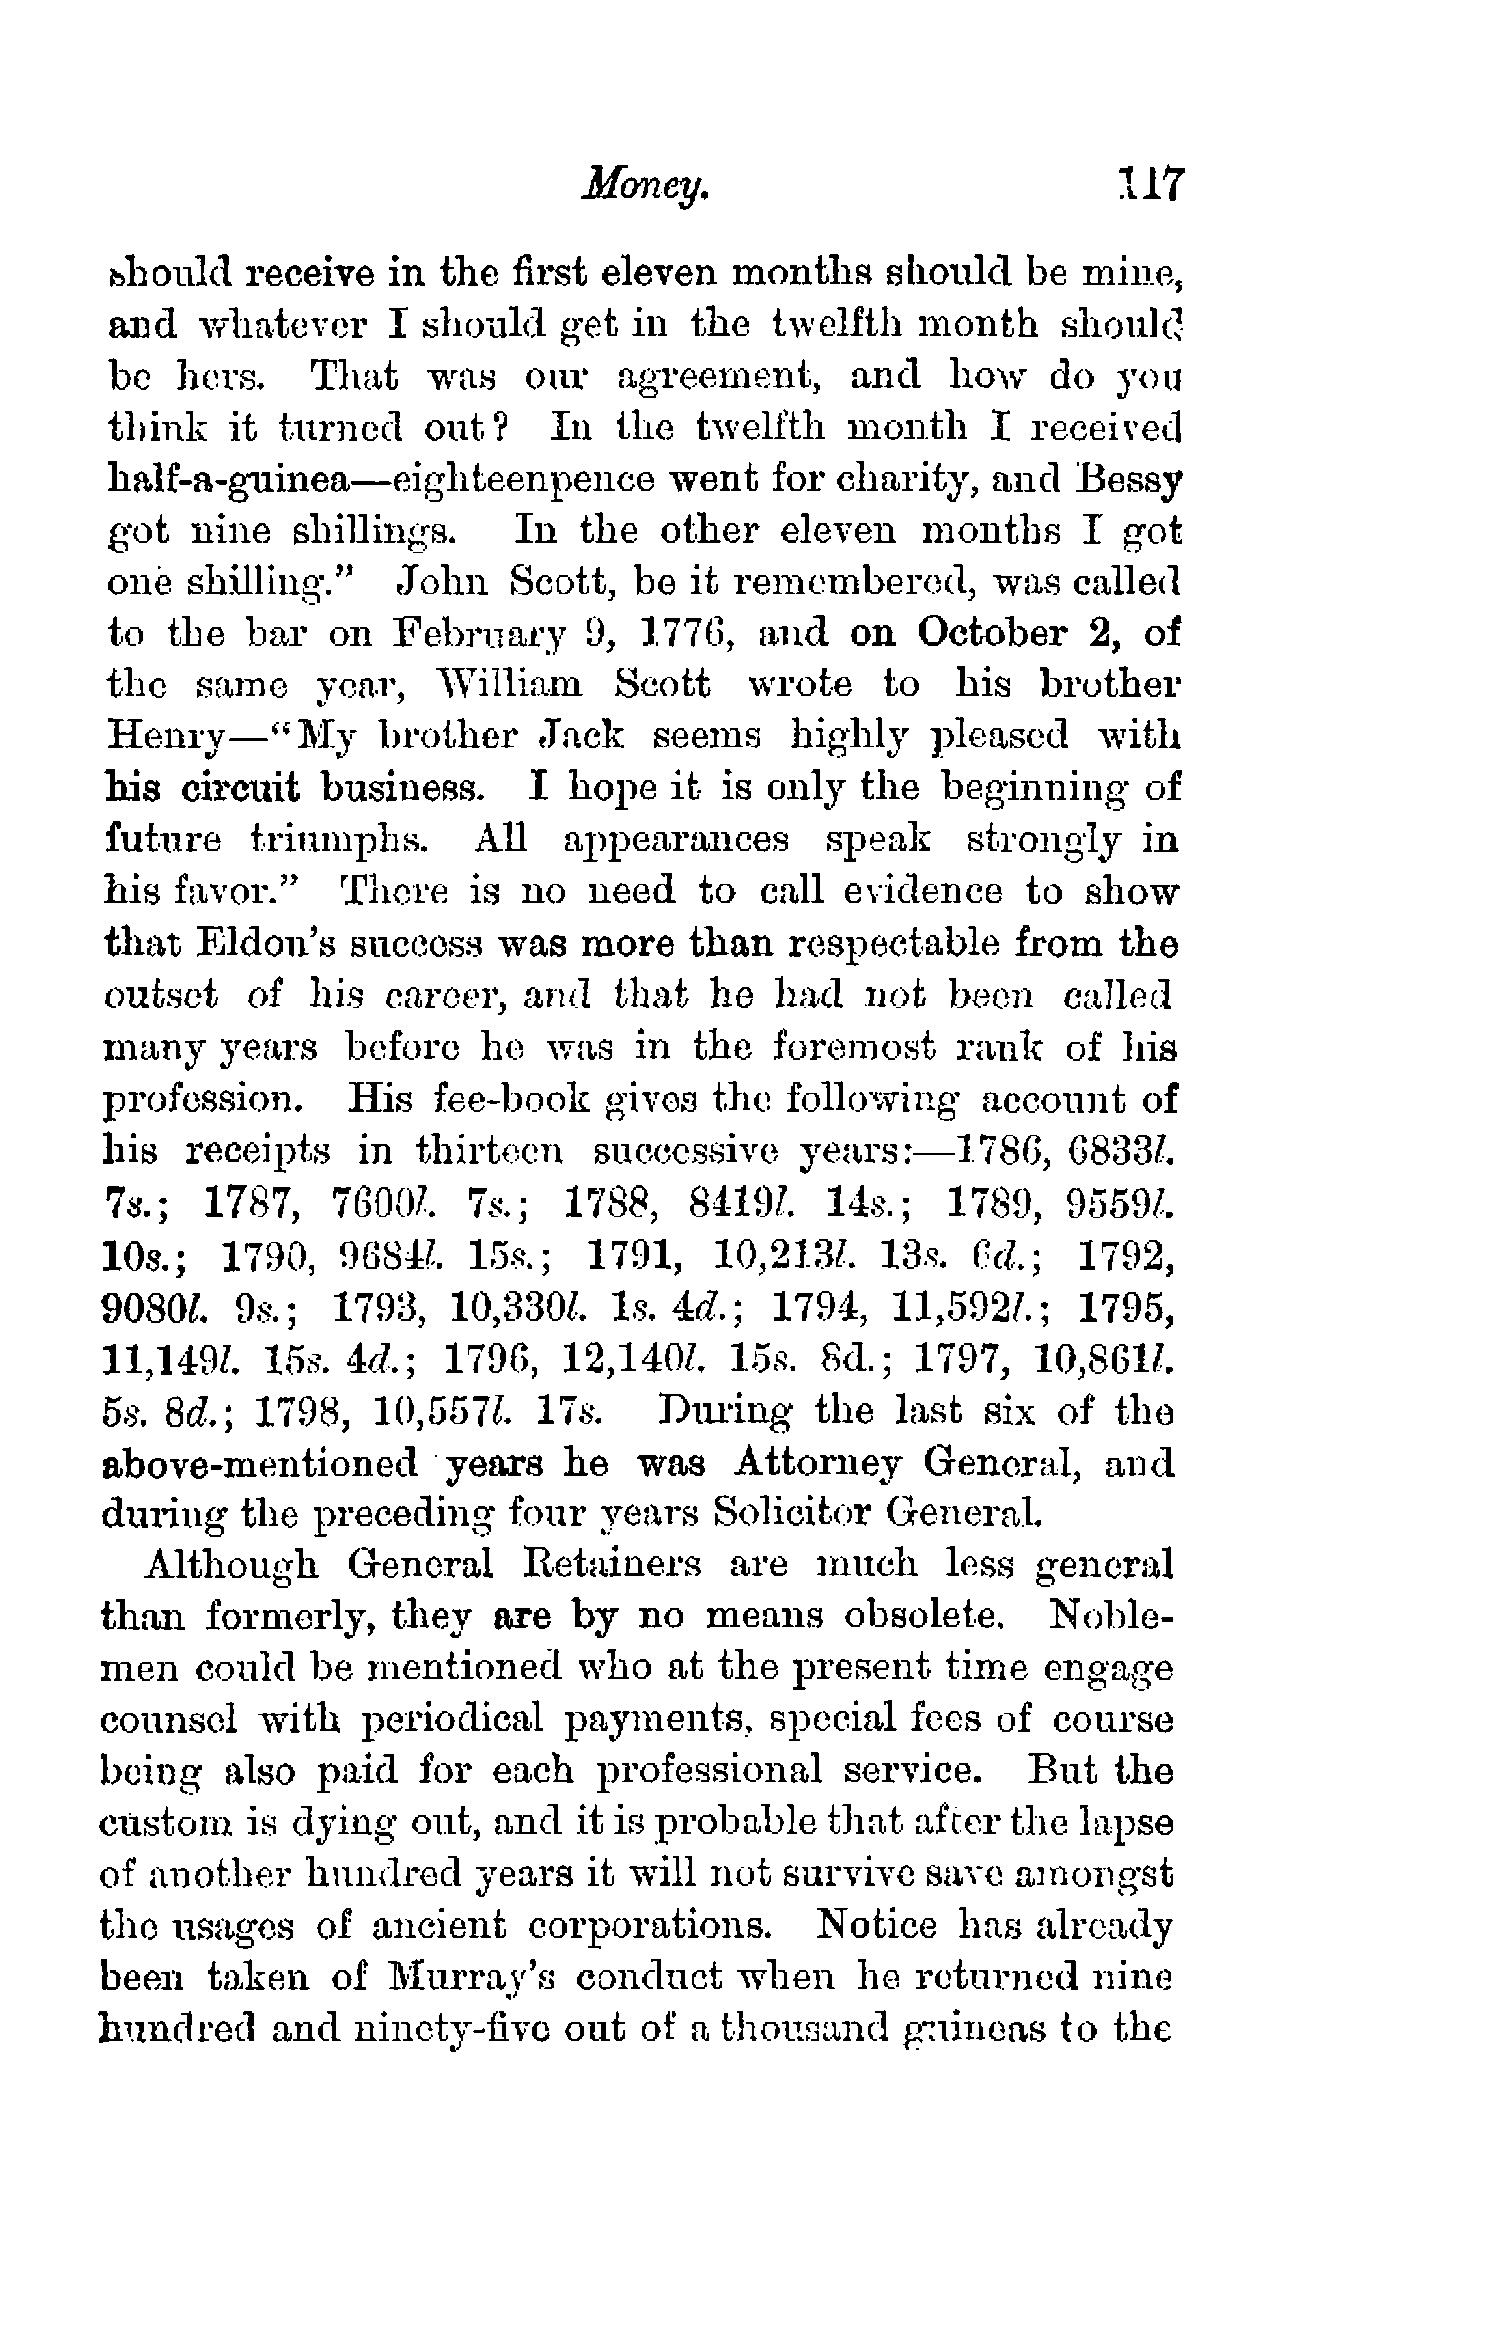 Money. 117
should receive in the first eleven months should be mine,
and whatever I should get in the twelfth month should
be hers. That was our agreement, and how do you
think it turned out? In the twelfth month I received
half-a-guinea—eighteenpence went for charity, and Bessy
got nine shillings. In the other eleven months I got
one shilling." John Scott, be it remembered, was called
to the bar on February 9, 1776, and on October 2, of
the same year, William Scott wrote to his brother
Henry—"My brother Jack seems highly pleased with
his circuit business. I hope it is only the beginning of
future triumphs. All appearances speak strongly in
his favor." There is no need to call evidence to show
that Eldon's success was more than respectable from the
outset of his career, and that he had not been called
many years before he was in the foremost rank of his
profession. His fee-book gives the following account of
his receipts in thirteen successive years:—1786, 6833l.
7s.; 1787, 7600l. 7s.; 1788, 8419l. 14s.; 1789, 9559l.
10s.; 1790, 9684l. 15s.; 1791, 10,213l. 13s. 6d.; 1792,
9080l. 9s.; 1793, 10,330l. 1s. 4d.; 1794, 11,592l.; 1795,
11,149l. 15s. 4d.; 1796, 12,140l. 15s. 8d.; 1797, 10,861l.
5s. 8d.; 1798, 10,557l. 17s. During the last six of the
above-mentioned years he was Attorney General, and
during the preceding four years Solicitor General.
Although General Retainers are much less general
than formerly, they are by no means obsolete. Noble-
men could be mentioned who at the present time engage
counsel with periodical payments, special fees of course
being also paid for each professional service. But the
custom is dying out, and it is probable that after the lapse
of another hundred years it will not survive save amongst
the usages of ancient corporations. Notice has already
been taken of Murray's conduct when he returned nine
hundred and ninety-five out of a thousand guineas to the